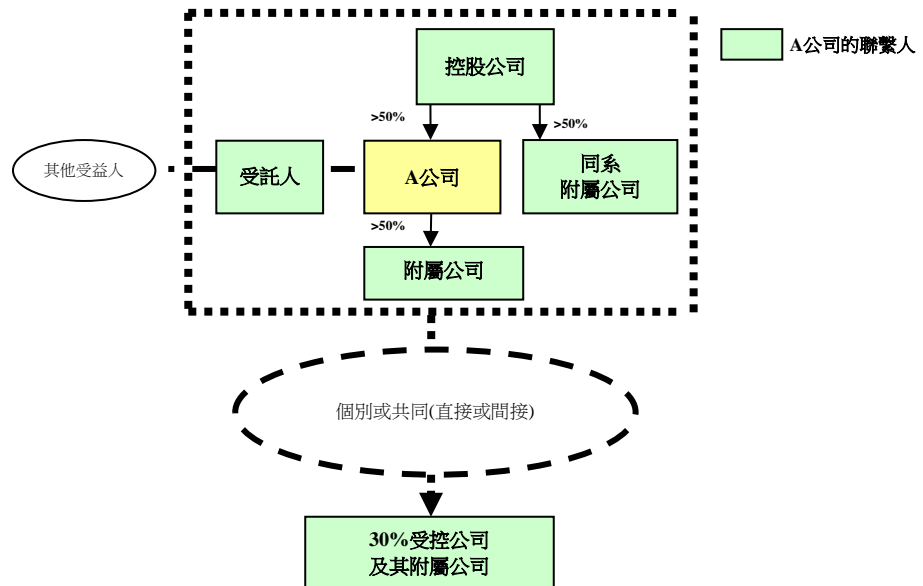 A公司的聯繫人
控股公司
>50%
>50%
其他受益人
受託人
A公司
同系
附屬公司
>50%
附屬公司
個別或共同(直接或間接)
30%受控公司
及其附屬公司